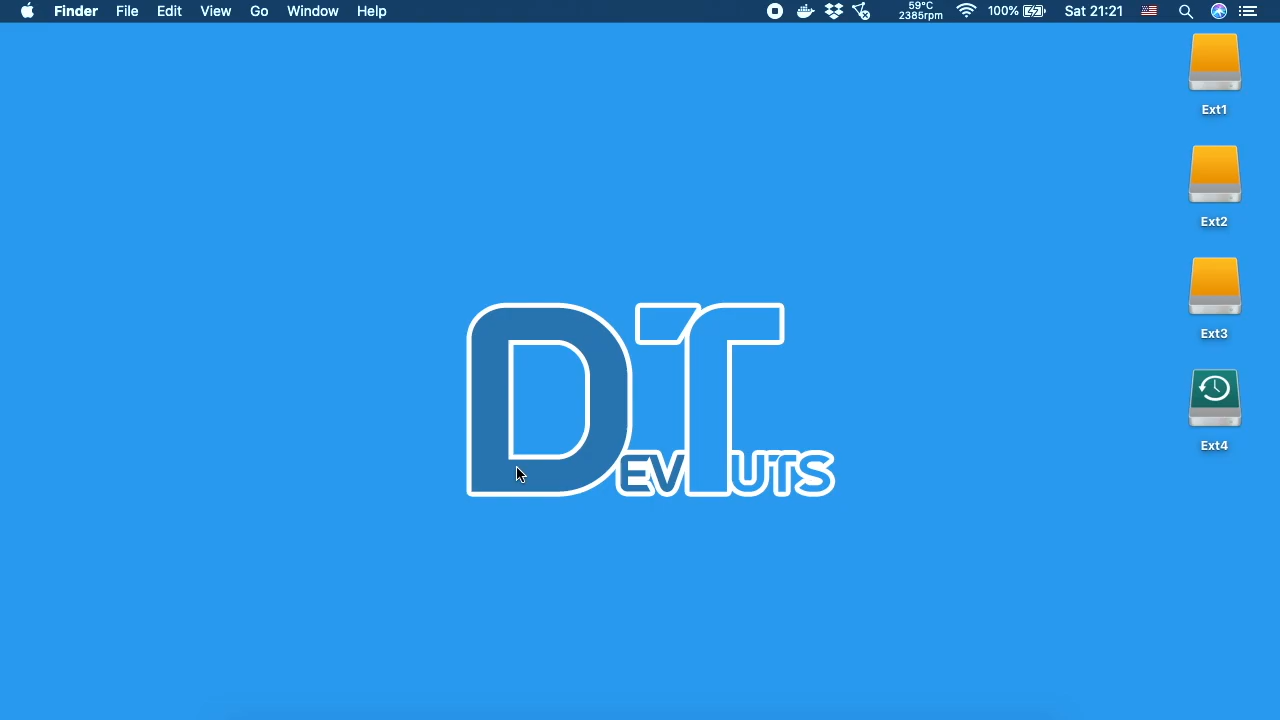 Finder File Edit View Go Window Help 59°C 100% Sat 21:21
2385rpm
Ext1
Ext2
Ext3
Ext4
DEVTUTS